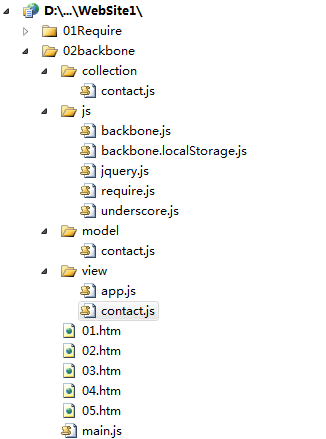 D:\...\WebSite1\
01Require
02backbone
collection
contact.js
js
backbone.js
backbone.localStorage.js
jquery.js
require.js
underscore.js
model
contact.js
view
app.js
contact.js
01.htm
02.htm
03.htm
04.htm
05.htm
main.js